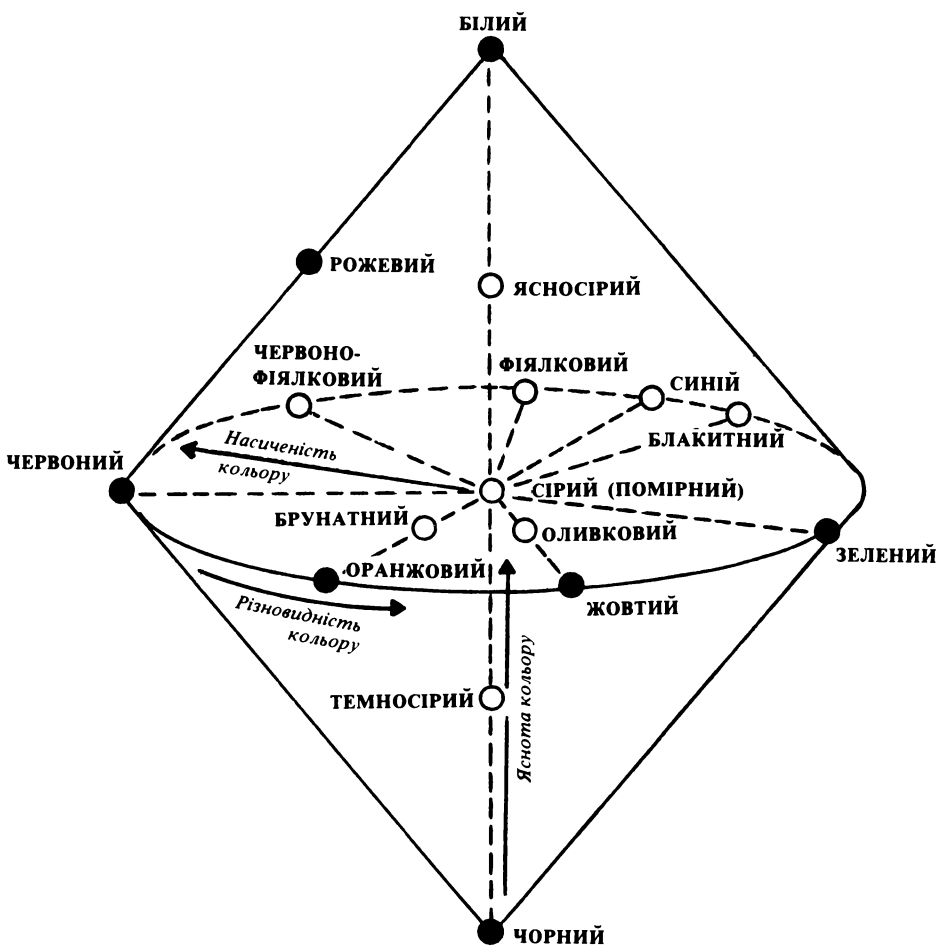 БІЛИЙ
РОЖЕВИЙ
ЯСНОСІРИЙ
ЧЕРВОНО-
ФІЯЛКОВИЙ
ФІЯЛКОВИЙ
СИНІЙ
БЛАКИТНИЙ
Насиченість
кольору
ЧЕРВОНИЙ
СІРИЙ (ПОМІРНИЙ)
БРУНАТНИЙ
ОЛИВКОВИЙ
ЗЕЛЕНИЙ
ОРАНЖОВИЙ
ЖОВТИЙ
Різновидність
кольору
ТЕМНОСІРИЙ
Яснота кольору
ЧОРНИЙ